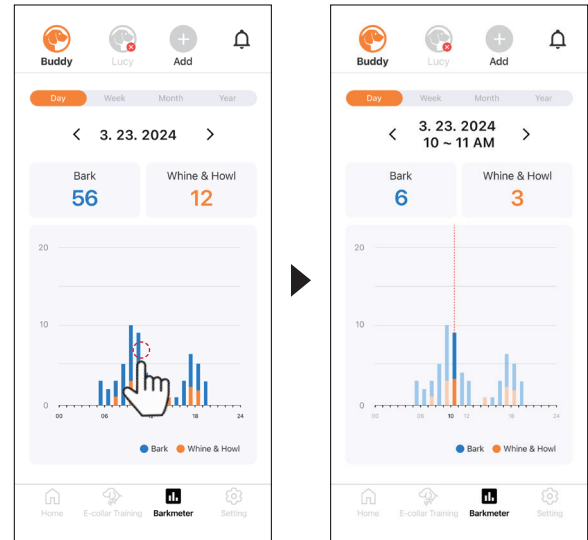 Buddy
Lucy
Add
Day Week Month Year
3. 23. 2024
Bark
56
Whine & Howl
12
20
10
0
00 06 18 24
Bark Whine & Howl
Home E-collar Training Barkmeter Setting
Buddy
Lucy
Add
Day Week Month Year
3. 23. 2024
10 ~ 11 AM
Bark
6
Whine & Howl
3
20
10
0
00 06 10 12 18 24
Bark Whine & Howl
Home E-collar Training Barkmeter Setting